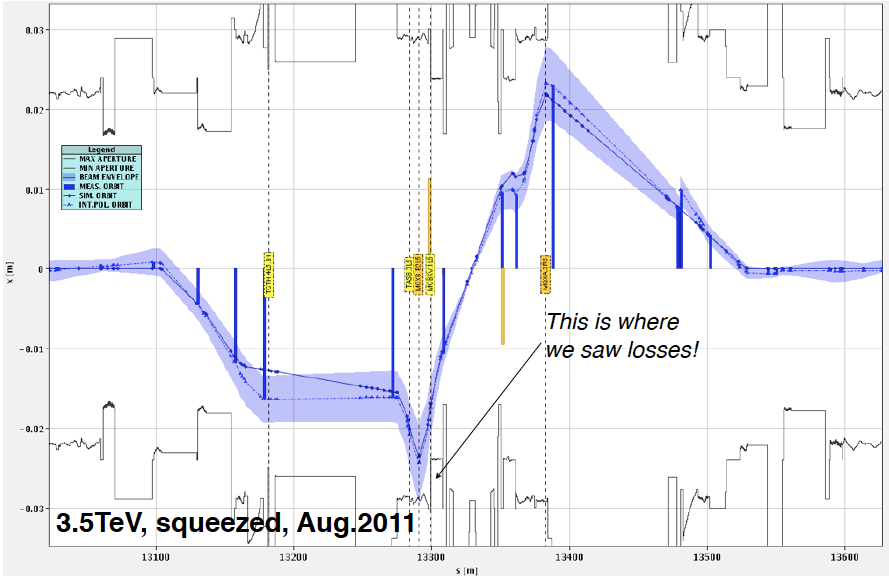 0.03
0.02
0.01
0
-0.01
-0.02
-0.03
x [m]
Legend
MAX APERTURE
MIN APERTURE
BEAM ENVELOPE
MEAS. ORBIT
SIM. ORBIT
INT.POL. ORBIT
This is where
we saw losses!
3.5TeV, squeezed, Aug.2011
13100
13200
13300
13400
13500
13600
s [m]